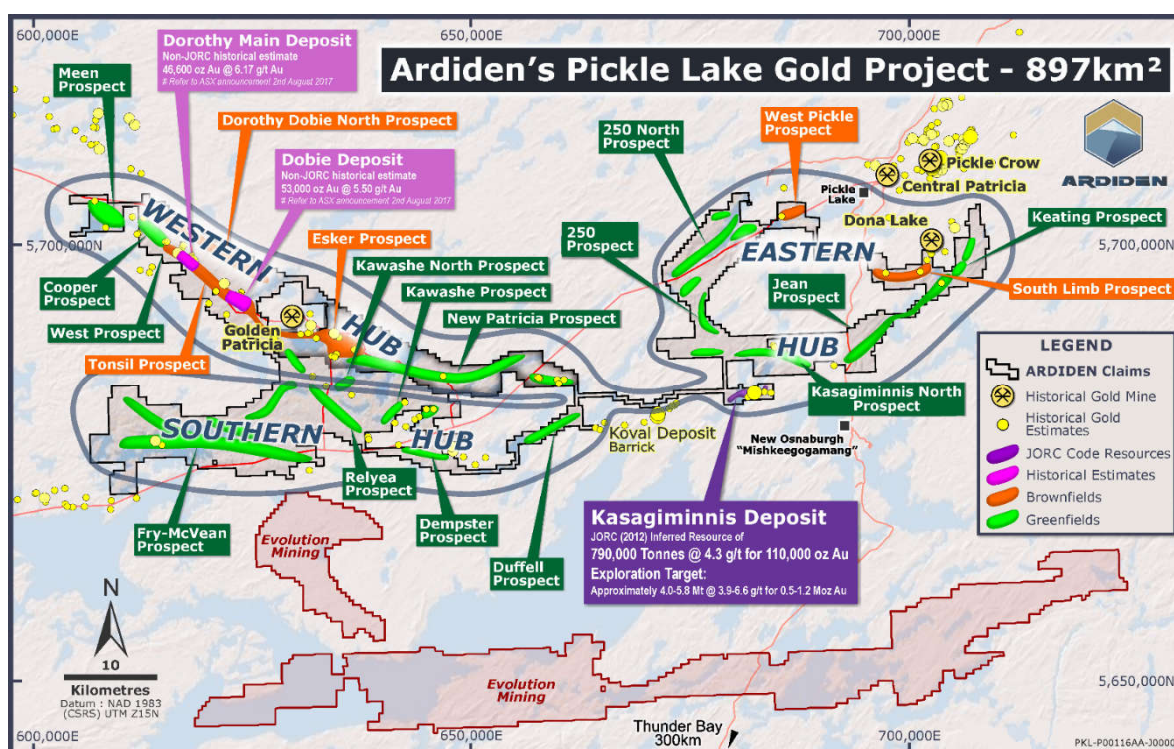 600,000E
650,000E
700,000E
Ardiden's Pickle Lake Gold Project - 897km²
Dorothy Main Deposit
Non-JORC historical estimate
46,600 oz Au @ 6.17 g/t Au
# Refer to ASX announcement 2nd August 2017
Meen
Prospect
Dorothy Dobie North Prospect
Dobie Deposit
Non-JORC historical estimate
53,000 oz Au @ 5.50 g/t Au
# Refer to ASX announcement 2nd August 2017
250 North
Prospect
West Pickle
Prospect
Pickle Crow
Central Patricia
Pickle
Lake
ARDIDEN
Dona Lake
Keating Prospect
5,700,000N
5,700,000N
WESTERN
HUB
Esker Prospect
Kawashe North Prospect
Kawashe Prospect
New Patricia Prospect
250
Prospect
EASTERN
HUB
Jean
Prospect
South Limb Prospect
Cooper
Prospect
West Prospect
Tonsil Prospect
Golden
Patricia
Kasagiminnis North
Prospect
SOUTHERN
HUB
Koval Deposit
Barrick
New Osnaburgh
"Mishkeegogamang"
Relyea
Prospect
Fry-McVean
Prospect
Dempster
Prospect
Duffell
Prospect
Kasagiminnis Deposit
JORC (2012) Inferred Resource of
790,000 Tonnes @ 4.3 g/t for 110,000 oz Au
Exploration Target:
Approximately 4.0-5.8 Mt @ 3.9-6.6 g/t for 0.5-1.2 Moz Au
LEGEND
ARDIDEN Claims
Historical Gold Mine
Historical Gold
Estimates
JORC Code Resources
Historical Estimates
Brownfields
Greenfields
Evolution
Mining
Evolution
Mining
N
10
Kilometres
Datum : NAD 1983
(CSRS) UTM Z15N
5,650,000N
600,000E
650,000E
Thunder Bay
300km
700,000E